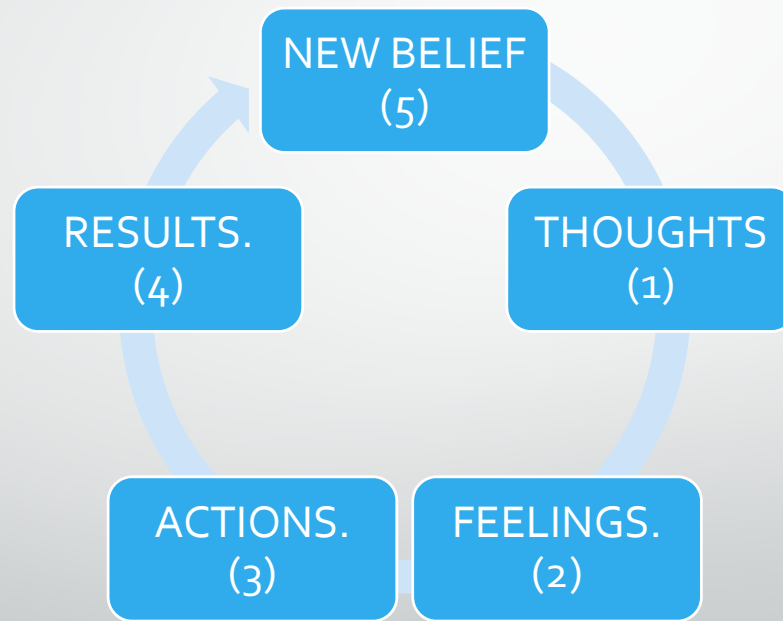 NEW BELIEF
(5)
THOUGHTS
(1)
FEELINGS.
(2)
ACTIONS.
(3)
RESULTS.
(4)